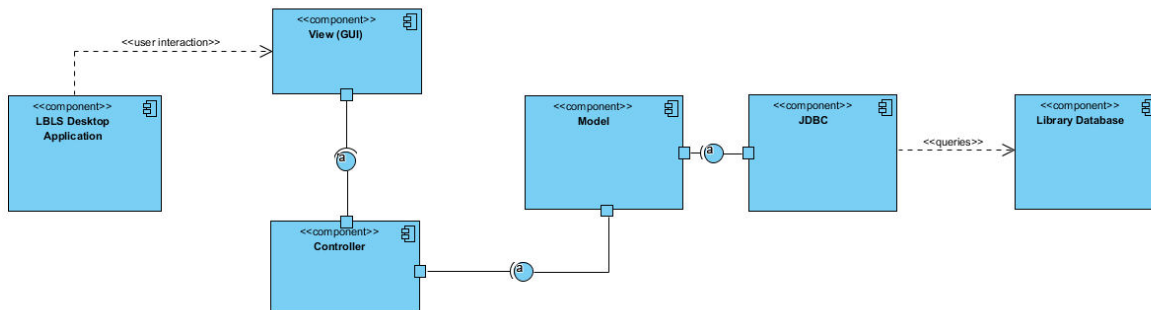 <<component>>
View (GUI)
<<user interaction>>
<<component>>
LBLS Desktop
Application
<<component>>
Model
<<component>>
JDBC
<<component>>
Library Database
<<queries>>
a
a
<<component>>
Controller
a